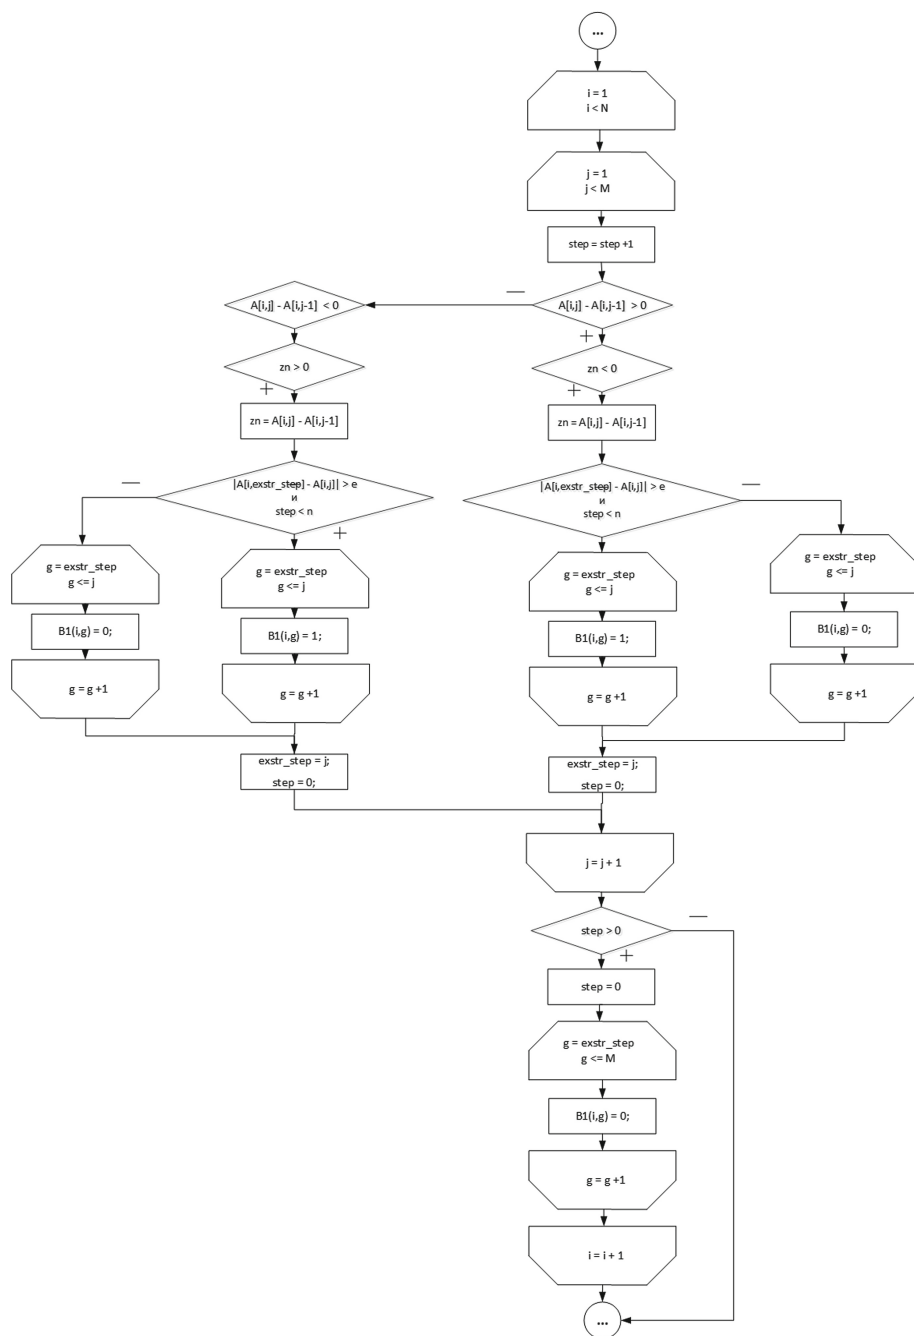 ...
i = 1
i < N
j = 1
j < M
step = step +1
A[i,j] - A[i,j-1] < 0
—
A[i,j] - A[i,j-1] > 0
+
zn > 0
+
zn < 0
+
zn = A[i,j] - A[i,j-1]
zn = A[i,j] - A[i,j-1]
—
|A[i,exstr_step] - A[i,j]| > e
и
step < n
+
|A[i,exstr_step] - A[i,j]| > e
и
step < n
—
g = exstr_step
g <= j
g = exstr_step
g <= j
g = exstr_step
g <= j
g = exstr_step
g <= j
B1(i,g) = 0;
B1(i,g) = 1;
B1(i,g) = 1;
B1(i,g) = 0;
g = g +1
g = g +1
g = g +1
g = g +1
exstr_step = j;
step = 0;
exstr_step = j;
step = 0;
j = j + 1
step > 0
—
+
step = 0
g = exstr_step
g <= M
B1(i,g) = 0;
g = g +1
i = i + 1
...